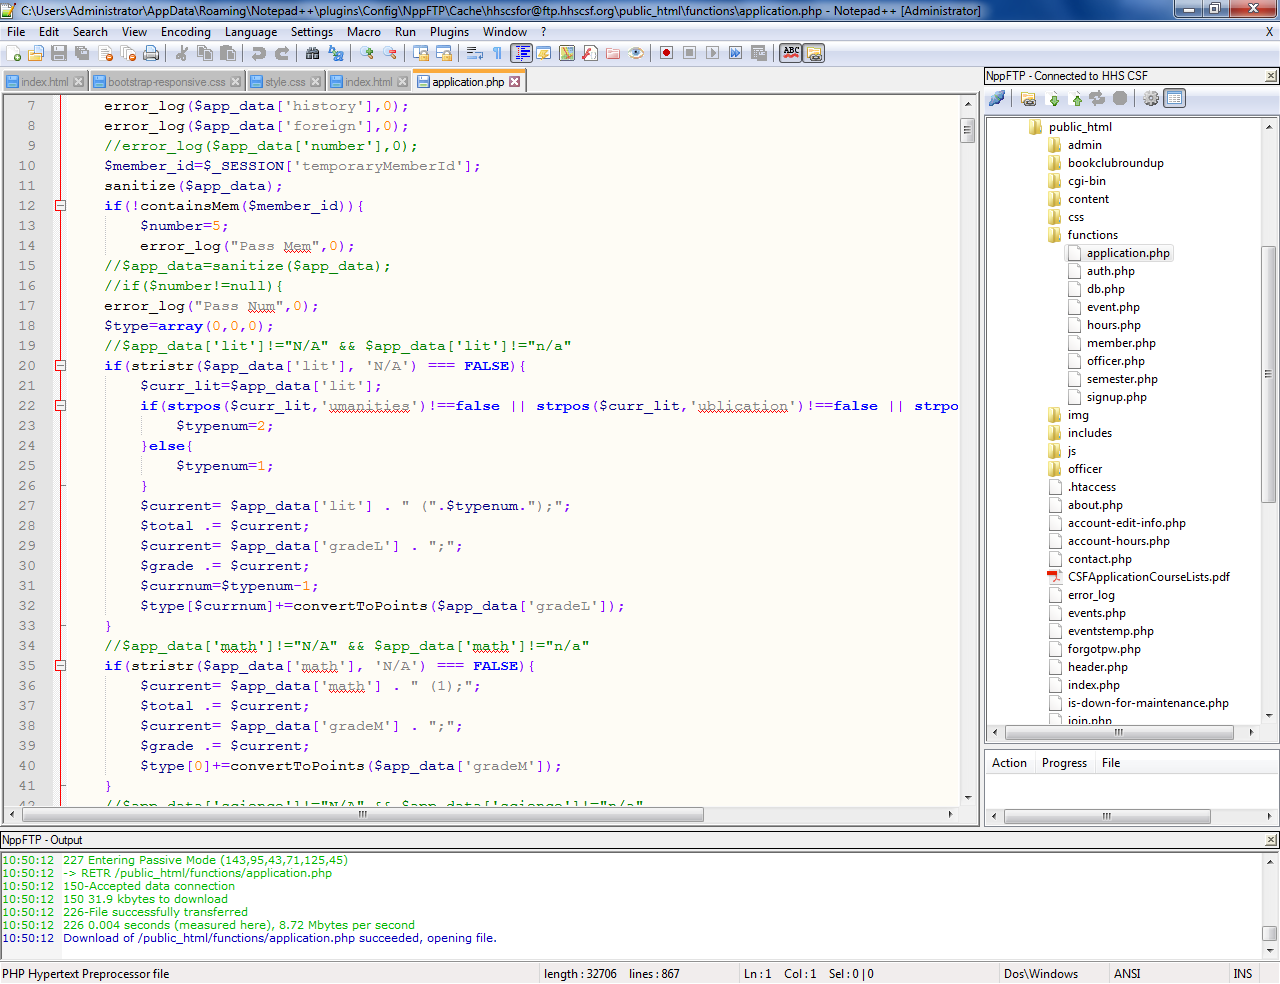 C:\Users\Administrator\AppData\Roaming\Notepad++\plugins\Config\NppFTP\Cache\hhscsfor@ftp.hhscsf.org\public_html\functions\application.php - Notepad++ [Administrator]
File Edit Search View Encoding Language Settings Macro Run Plugins Window ? X
index.html bootstrap-responsive.css style.css index.html application.php
7 error_log($app_data['history'],0);
8 error_log($app_data['foreign'],0);
9 //error_log($app_data['number'],0);
10 $member_id=$_SESSION['temporaryMemberId'];
11 sanitize($app_data);
12 if(!containsMem($member_id)){
13 $number=5;
14 error_log("Pass Mem",0);
15 //$app_data=sanitize($app_data);
16 //if($number!=null){
17 error_log("Pass Num",0);
18 $type=array(0,0,0);
19 //$app_data['lit']!="N/A" && $app_data['lit']!="n/a"
20 if(stristr($app_data['lit'], 'N/A') === FALSE){
21 $curr_lit=$app_data['lit'];
22 if(strpos($curr_lit,'umanities')!==false || strpos($curr_lit,'ublication')!==false || strpo
23 $typenum=2;
24 }else{
25 $typenum=1;
26 }
27 $current= $app_data['lit'] . " (".$typenum.");";
28 $total .= $current;
29 $current= $app_data['gradeL'] . ";";
30 $grade .= $current;
31 $currnum=$typenum-1;
32 $type[$currnum]+=convertToPoints($app_data['gradeL']);
33 }
34 //$app_data['math']!="N/A" && $app_data['math']!="n/a"
35 if(stristr($app_data['math'], 'N/A') === FALSE){
36 $current= $app_data['math'] . " (1);";
37 $total .= $current;
38 $current= $app_data['gradeM'] . ";";
39 $grade .= $current;
40 $type[0]+=convertToPoints($app_data['gradeM']);
41 }
42 //$app_data['science']!="N/A" && $app_data['science']!="n/a"
NppFTP - Connected to HHS CSF
public_html
admin
bookclubroundup
cgi-bin
content
css
functions
application.php
auth.php
db.php
event.php
hours.php
member.php
officer.php
semester.php
signup.php
img
includes
js
officer
.htaccess
about.php
account-edit-info.php
account-hours.php
contact.php
CSFApplicationCourseLists.pdf
error_log
events.php
eventstemp.php
forgotpw.php
header.php
index.php
is-down-for-maintenance.php
join.php
Action Progress File
NppFTP - Output
10:50:12 227 Entering Passive Mode (143,95,43,71,125,45)
10:50:12 -> RETR /public_html/functions/application.php
10:50:12 150-Accepted data connection
10:50:12 150 31.9 kbytes to download
10:50:12 226-File successfully transferred
10:50:12 226 0.004 seconds (measured here), 8.72 Mbytes per second
10:50:12 Download of /public_html/functions/application.php succeeded, opening file.
PHP Hypertext Preprocessor file length : 32706 lines : 867 Ln : 1 Col : 1 Sel : 0 | 0 Dos\Windows ANSI INS